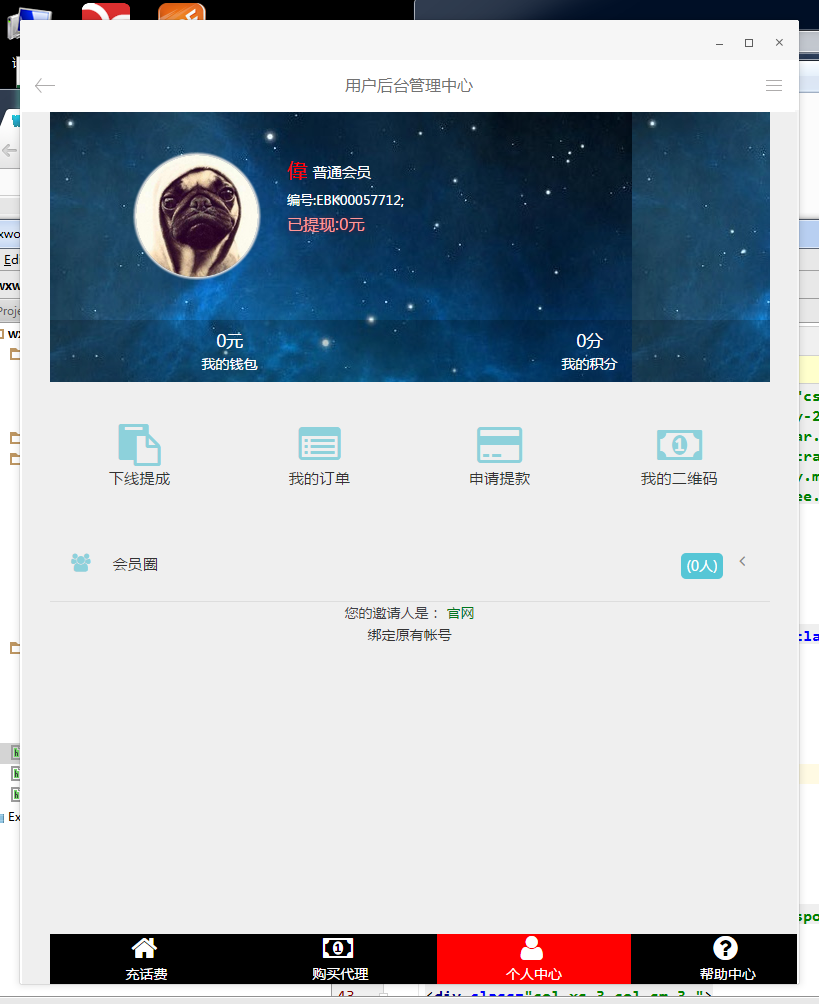 用户后台管理中心
偉 普通会员
编号:EBK00057712;
已提现:0元
0元
我的钱包
0分
我的积分
下线提成
我的订单
申请提款
我的二维码
会员圈
(0人)
您的邀请人是： 官网
绑定原有帐号
充话费
购买代理
个人中心
帮助中心